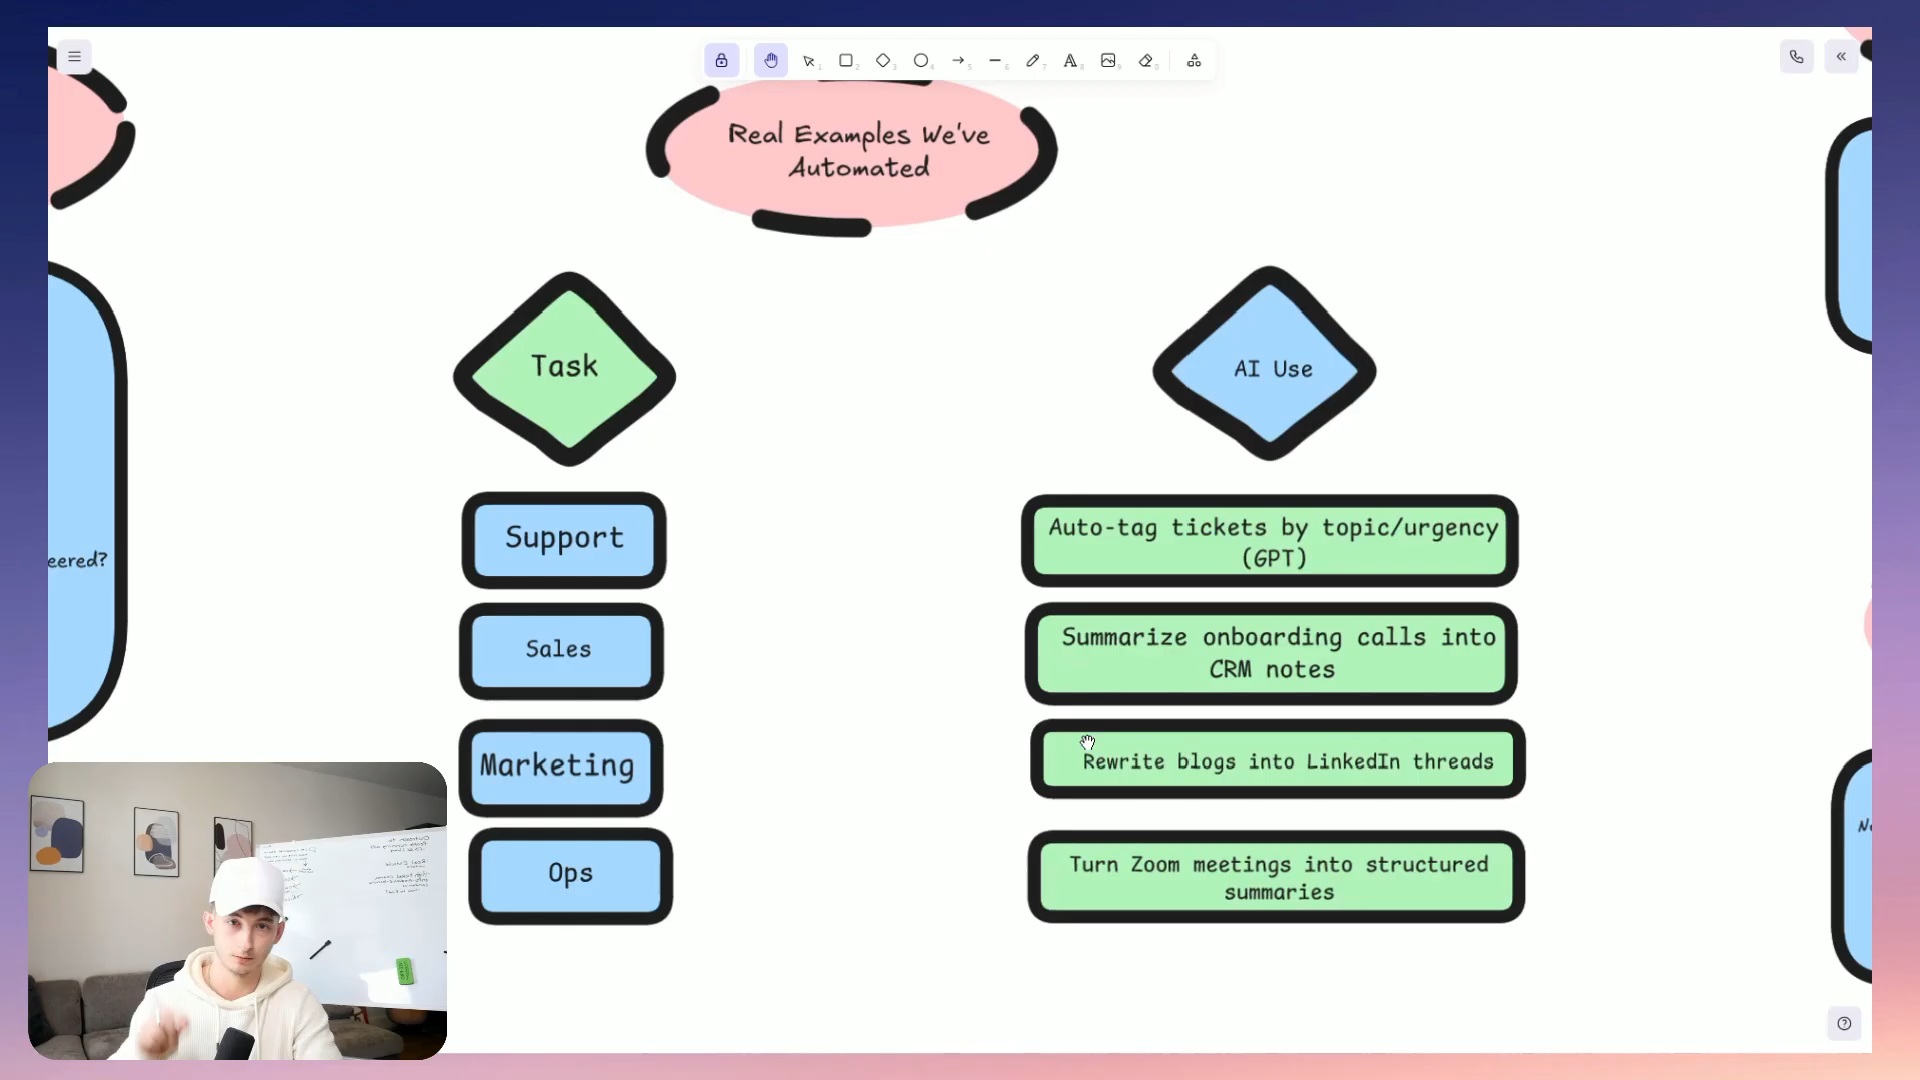 Real Examples We've
Automated
Task
AI Use
Support
Auto-tag tickets by topic/urgency
(GPT)
Sales
Summarize onboarding calls into
CRM notes
eered?
Marketing
Rewrite blogs into LinkedIn threads
Ops
Turn Zoom meetings into structured
summaries